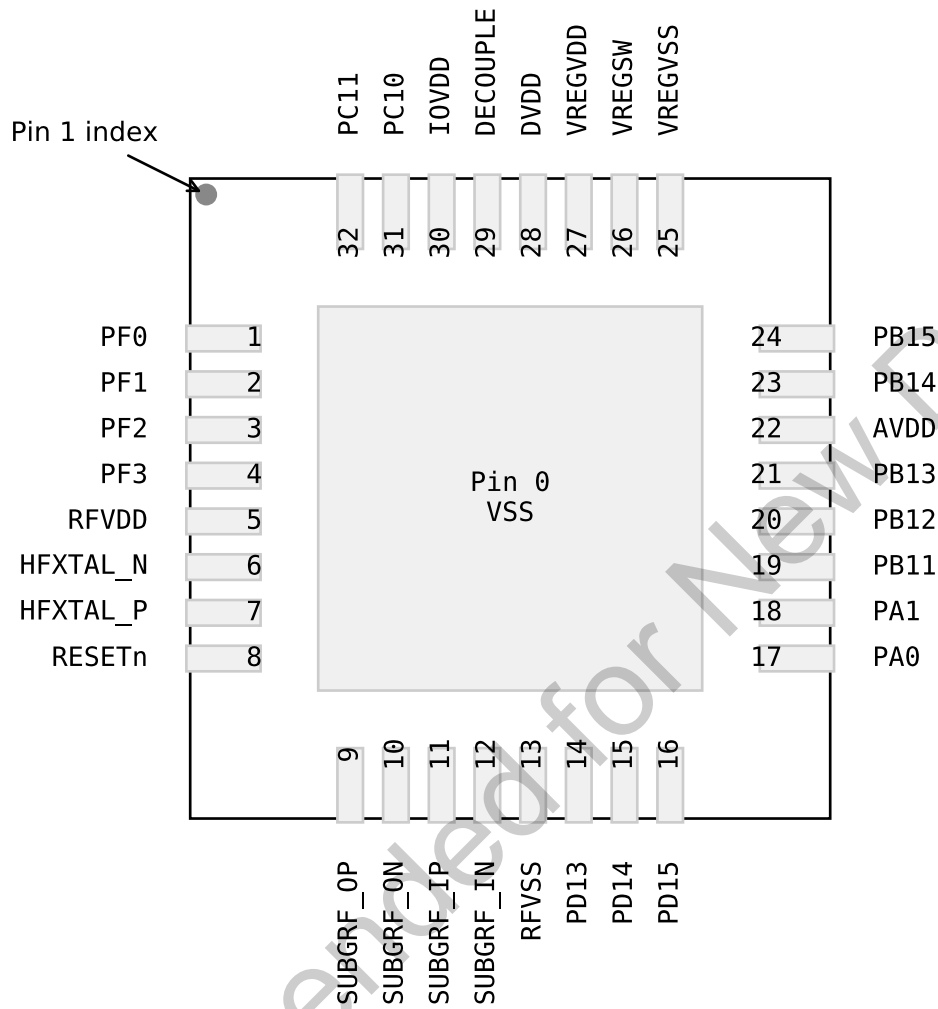 PC11
PC10
IOVDD
DECOUPLE
DVDD
VREGVDD
VREGSW
VREGVSS
Pin 1 index
32
31
30
29
28
27
26
25
PF0 1
PF1 2
PF2 3
PF3 4
RFVDD 5
HFXTAL_N 6
HFXTAL_P 7
RESETn 8
Pin 0
VSS
24 PB15
23 PB14
22 AVDD
21 PB13
20 PB12
19 PB11
18 PA1
17 PA0
9
10
11
12
13
14
15
16
SUBGRF_OP
SUBGRF_ON
SUBGRF_IP
SUBGRF_IN
RFVSS
PD13
PD14
PD15
for New